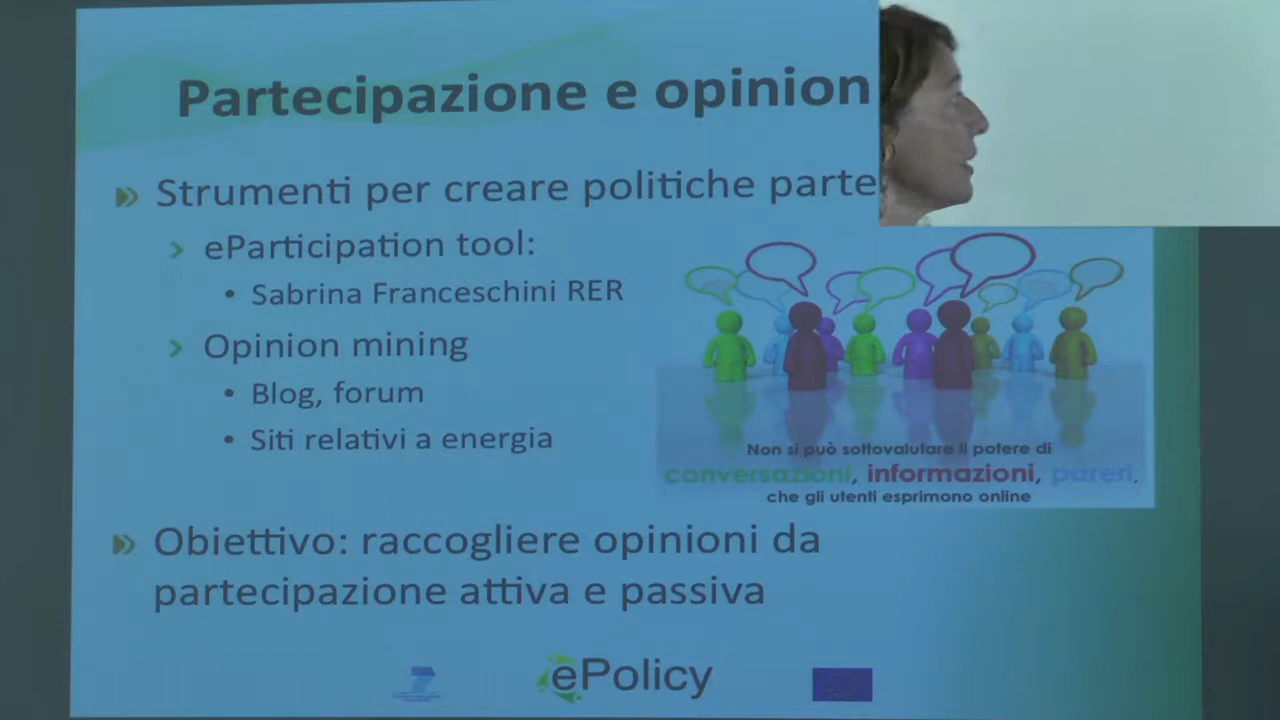 Partecipazione e opinion
Strumenti per creare politiche parte
eParticipation tool:
• Sabrina Franceschini RER
Opinion mining
• Blog, forum
• Siti relativi a energia
Non si può sottovalutare il potere di
conversazioni, informazioni, pareri,
che gli utenti esprimono online
Obiettivo: raccogliere opinioni da
partecipazione attiva e passiva
ePolicy